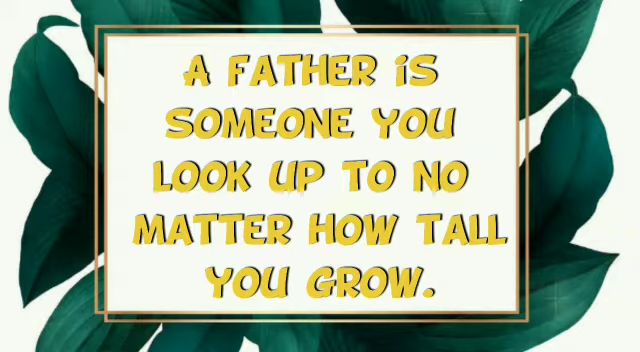 A FATHER iS
SOMEONE YOU
LOOK UP TO NO
MATTER HOW TALL
YOU GROW.